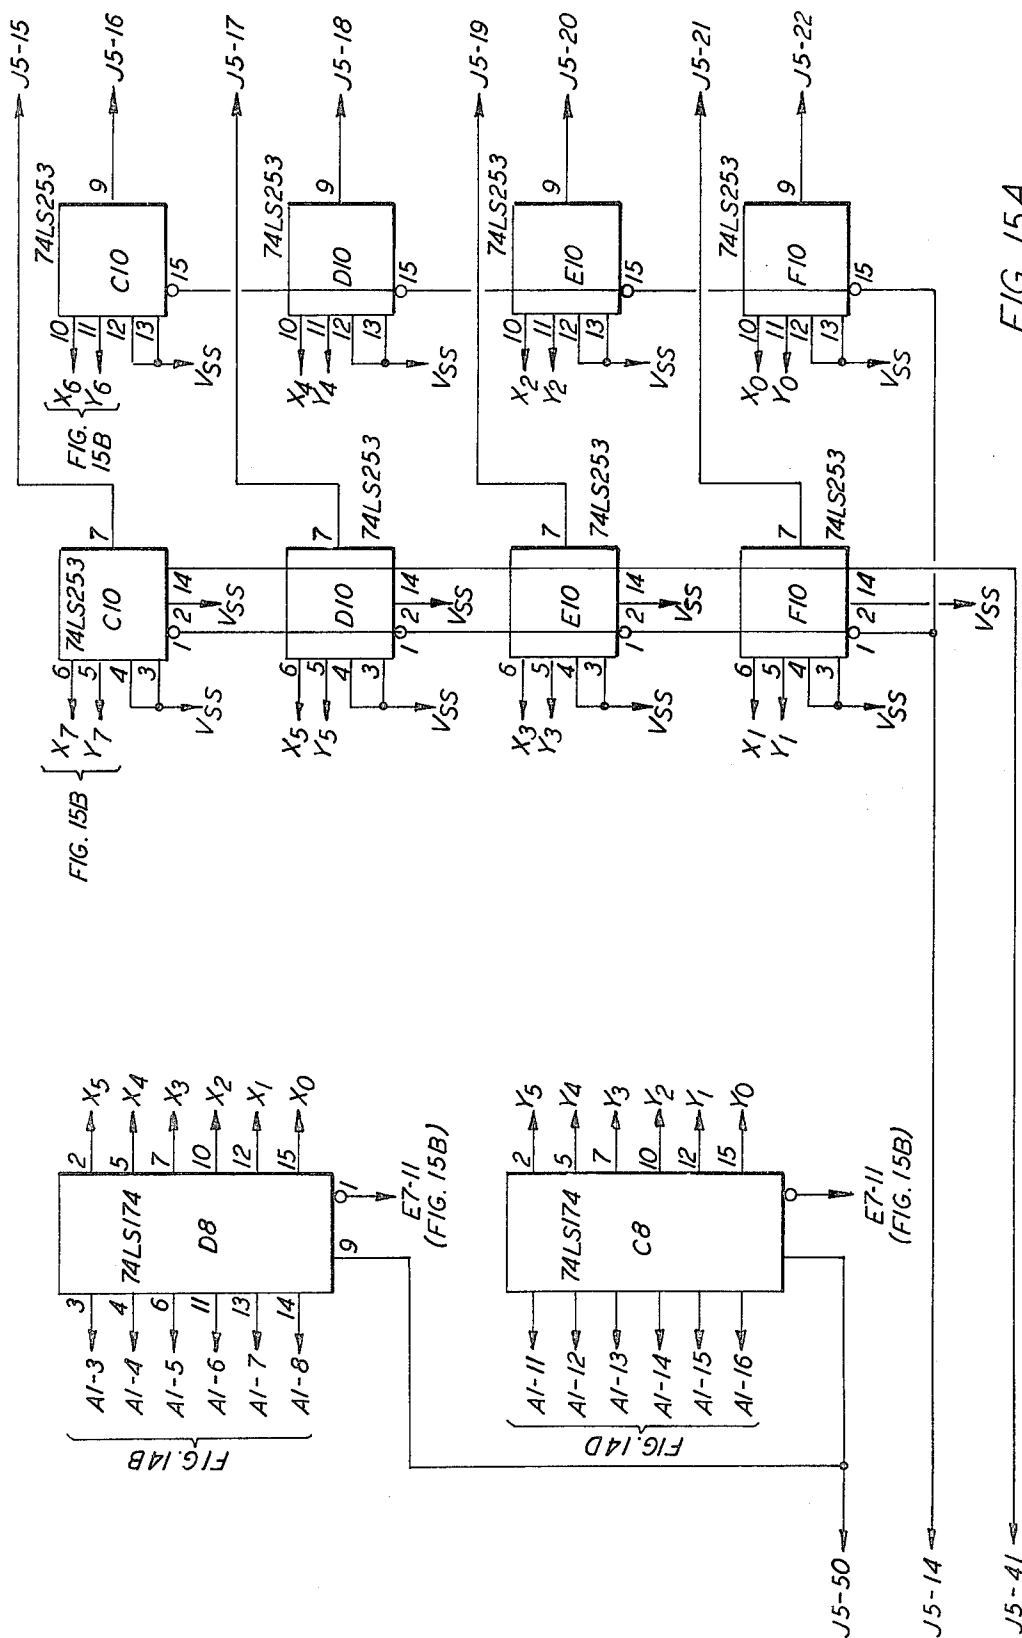 J5-15
J5-16
J5-17
J5-18
J5-19
J5-20
J5-21
J5-22
74LS253
C10
9
10
11
12
13
15
X6
Y6
VSS
FIG.
15B
74LS253
D10
9
10
11
12
13
15
X4
Y4
VSS
74LS253
E10
9
10
11
12
13
15
X2
Y2
VSS
74LS253
F10
9
10
11
12
13
15
X0
Y0
VSS
74LS253
C10
7
6
5
4
3
1
2
14
X7
Y7
VSS
VSS
FIG. 15B
74LS253
D10
7
6
5
4
3
1
2
14
X5
Y5
VSS
VSS
74LS253
E10
7
6
5
4
3
1
2
14
X3
Y3
VSS
VSS
74LS253
F10
7
6
5
4
3
1
2
14
X1
Y1
VSS
VSS
74LS174
D8
2
5
7
10
12
15
X5
X4
X3
X2
X1
X0
3
4
6
11
13
14
A1-3
A1-4
A1-5
A1-6
A1-7
A1-8
FIG. 14B
9
1
E7-11
(FIG. 15B)
74LS174
C8
2
5
7
10
12
15
Y5
Y4
Y3
Y2
Y1
Y0
A1-11
A1-12
A1-13
A1-14
A1-15
A1-16
FIG. 14D
E7-11
(FIG. 15B)
J5-50
J5-14
J5-41
FIG. 15A